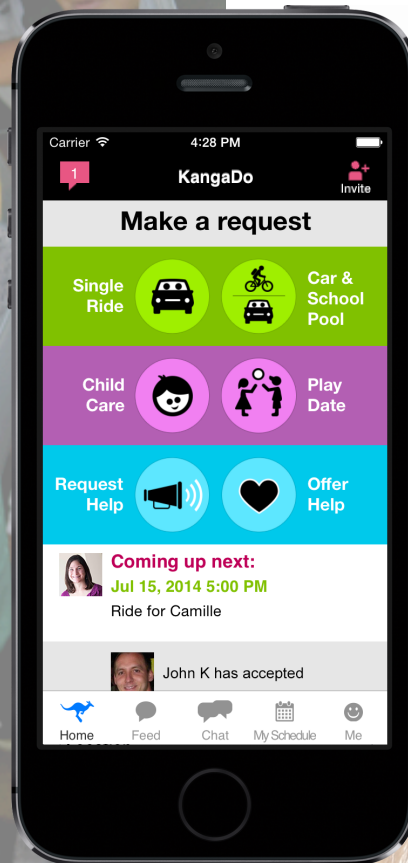 Carrier 4:28 PM
1
KangaDo
Invite
Make a request
Single
Ride
Car &
School
Pool
Child
Care
Play
Date
Request
Help
Offer
Help
Coming up next:
Jul 15, 2014 5:00 PM
Ride for Camille
John K has accepted
Home
Feed
Chat
My Schedule
Me